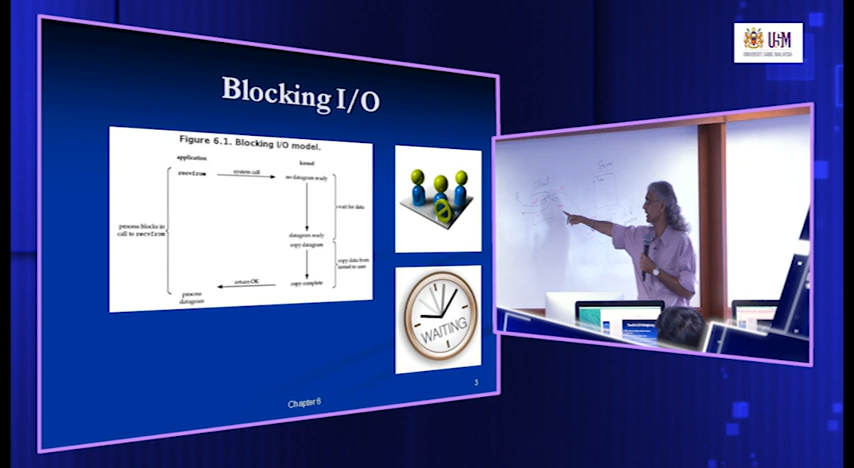 Blocking I/O
Figure 6.1. Blocking I/O model.
application
kernel
recvfrom
system call
no datagram ready
wait for data
process blocks in
call to recvfrom
datagram ready
copy datagram
copy data from
kernel to user
return OK
copy complete
process
datagram
WAITING
3
Chapter 6
USM
UNIVERSITI SAINS MALAYSIA